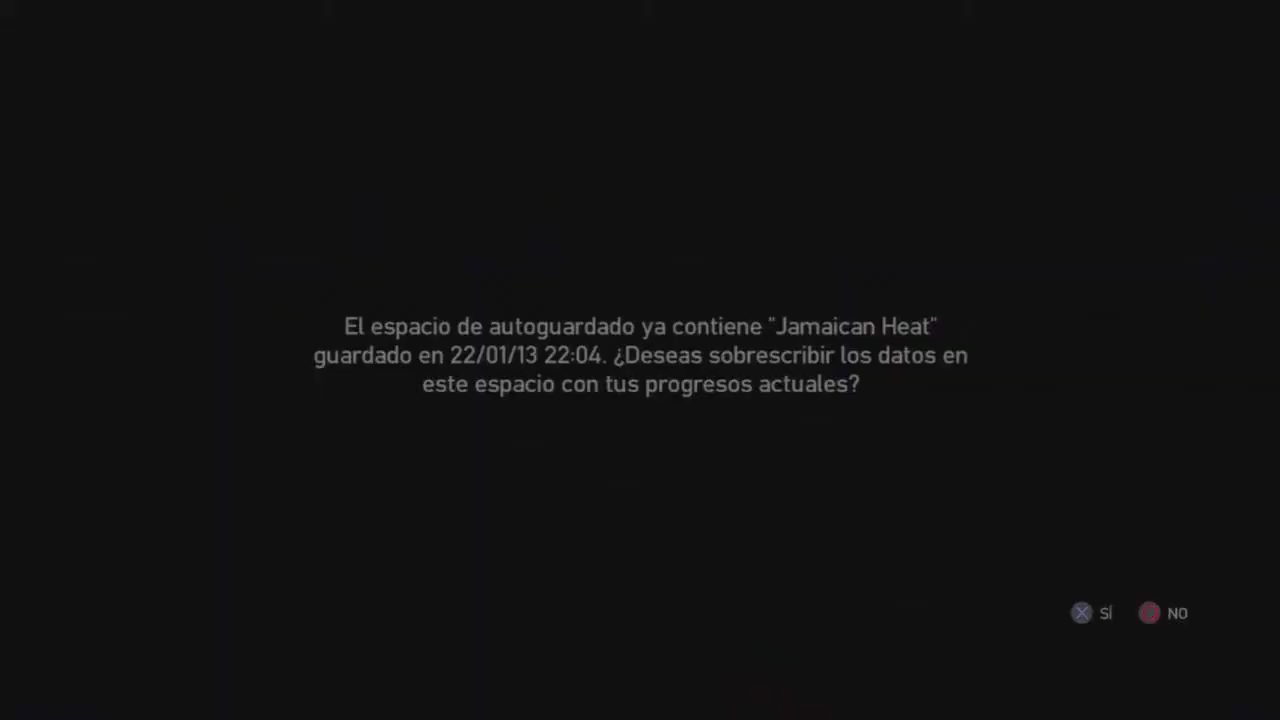 El espacio de autoguardado ya contiene "Jamaican Heat"
guardado en 22/01/13 22:04. ¿Deseas sobrescribir los datos en
este espacio con tus progresos actuales?
SÍ NO